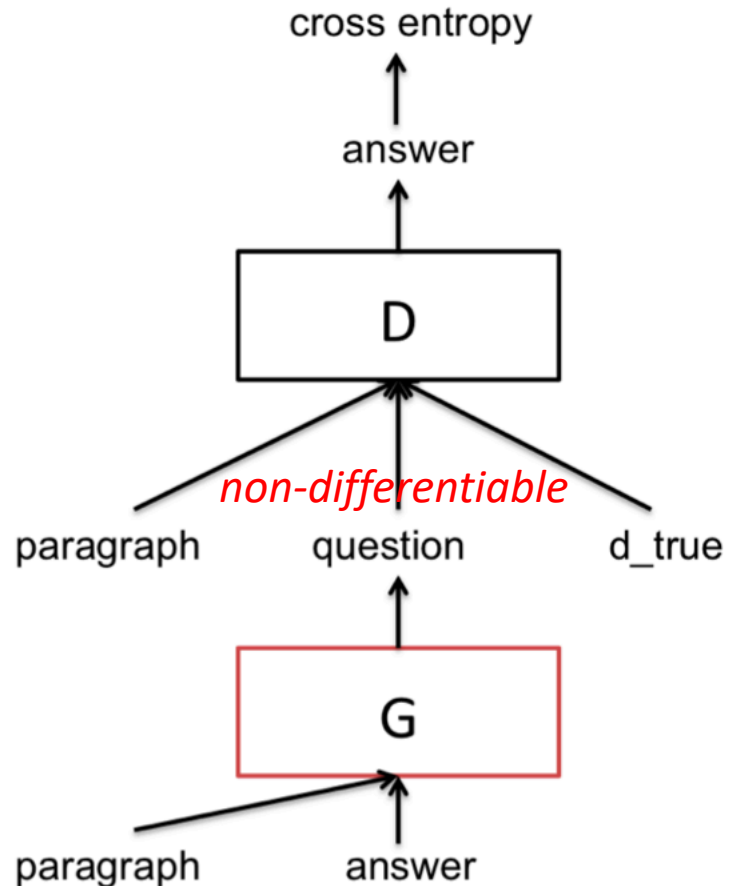 cross entropy
answer
D
non-differentiable
paragraph question d_true
G
paragraph answer